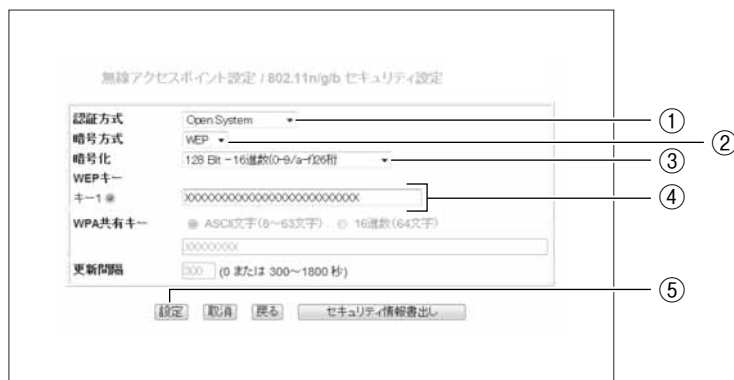 無線アクセスポイント設定 / 802.11n/g/b セキュリティ設定
認証方式 Open System ①
暗号方式 WEP ②
暗号化 128 Bit - 16進数(0-9/a-f)26桁 ③
WEPキー
キー1 XXXXXXXXXXXXXXXXXXXXXXXXXX ④
WPA共有キー ASCII文字(8~63文字) 16進数(64文字)
XXXXXXXX
更新間隔 300 (0 または 300~1800 秒)
設定 取消 戻る セキュリティ情報書出し ⑤